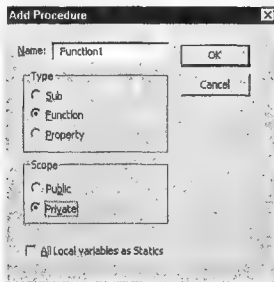 Add Procedure
Name: Function1
OK
Cancel
Type
Sub
Function
Property
Scope
Public
Private
All Local variables as Statics